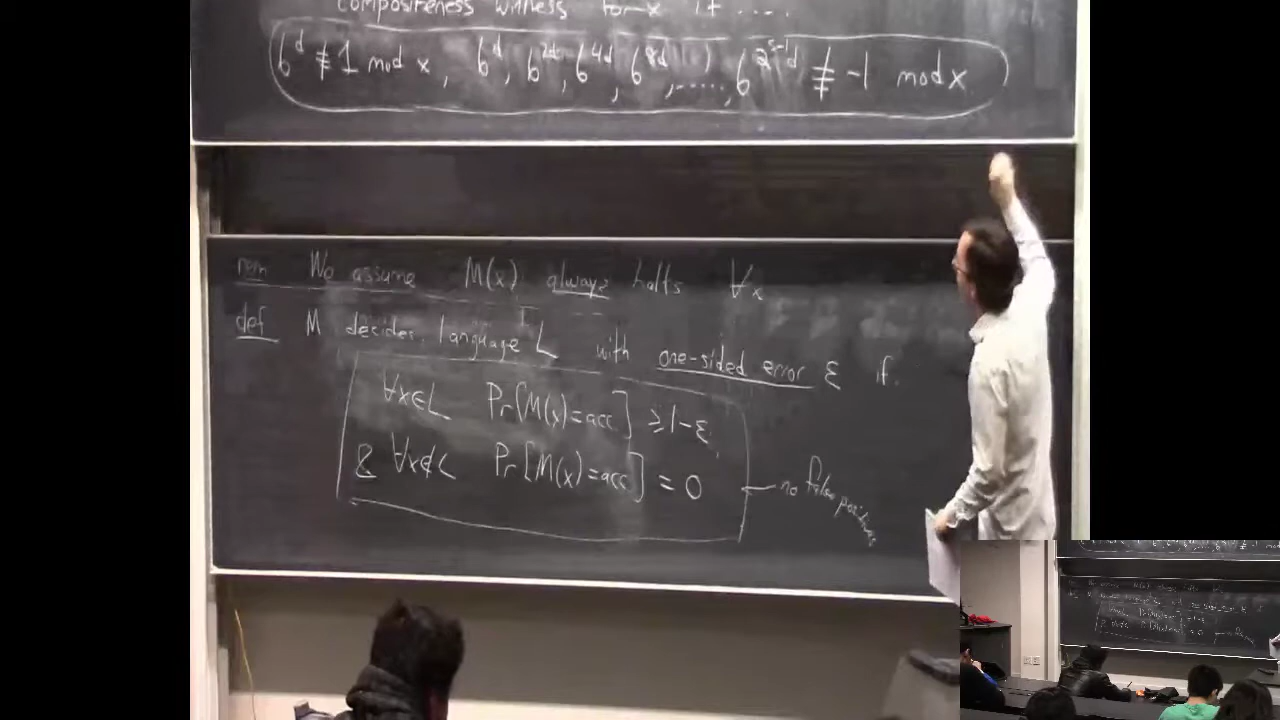 compositeness witness for x if ....
b^d ≢ 1 mod x, b^d, b^2d, b^4d, b^8d, ....., b^{2^{s-1}d} ≢ -1 mod x
rem We assume M(x) always halts ∀x
def M decides language L with one-sided error ε if
∀x∈L Pr[M(x)=acc] ≥ 1-ε
& ∀x∉L Pr[M(x)=acc] = 0 — no false positives